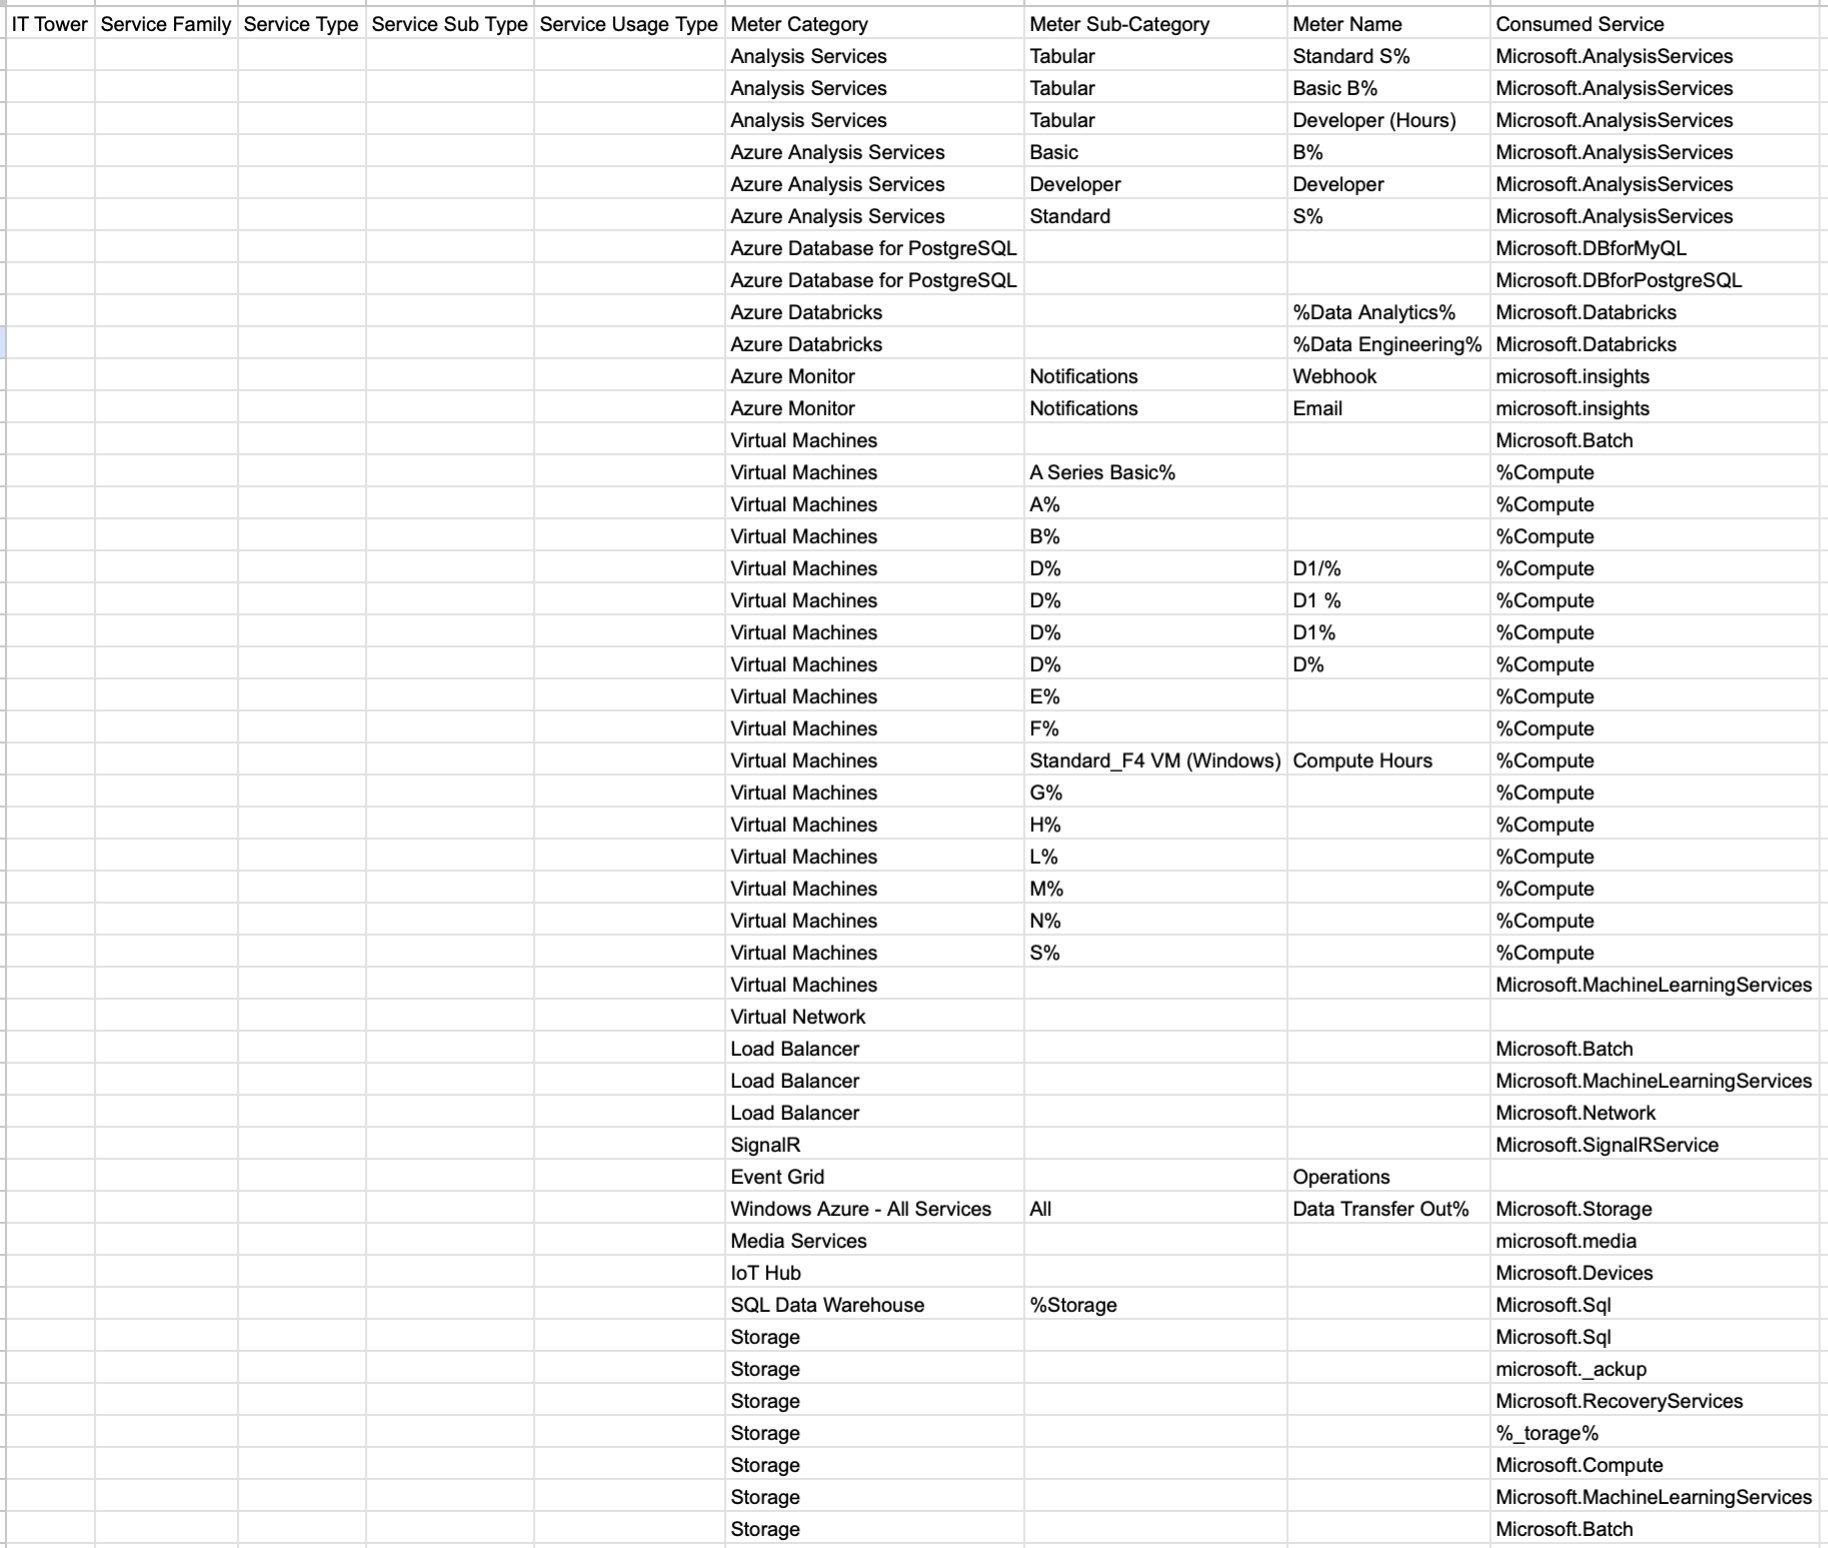 IT Tower Service Family Service Type Service Sub Type Service Usage Type Meter Category Meter Sub-Category Meter Name Consumed Service
Analysis Services Tabular Standard S% Microsoft.AnalysisServices
Analysis Services Tabular Basic B% Microsoft.AnalysisServices
Analysis Services Tabular Developer (Hours) Microsoft.AnalysisServices
Azure Analysis Services Basic B% Microsoft.AnalysisServices
Azure Analysis Services Developer Developer Microsoft.AnalysisServices
Azure Analysis Services Standard S% Microsoft.AnalysisServices
Azure Database for PostgreSQL Microsoft.DBforMyQL
Azure Database for PostgreSQL Microsoft.DBforPostgreSQL
Azure Databricks %Data Analytics% Microsoft.Databricks
Azure Databricks %Data Engineering% Microsoft.Databricks
Azure Monitor Notifications Webhook microsoft.insights
Azure Monitor Notifications Email microsoft.insights
Virtual Machines Microsoft.Batch
Virtual Machines A Series Basic% %Compute
Virtual Machines A% %Compute
Virtual Machines B% %Compute
Virtual Machines D% D1/% %Compute
Virtual Machines D% D1 % %Compute
Virtual Machines D% D1% %Compute
Virtual Machines D% D% %Compute
Virtual Machines E% %Compute
Virtual Machines F% %Compute
Virtual Machines Standard_F4 VM (Windows) Compute Hours %Compute
Virtual Machines G% %Compute
Virtual Machines H% %Compute
Virtual Machines L% %Compute
Virtual Machines M% %Compute
Virtual Machines N% %Compute
Virtual Machines S% %Compute
Virtual Machines Microsoft.MachineLearningServices
Virtual Network
Load Balancer Microsoft.Batch
Load Balancer Microsoft.MachineLearningServices
Load Balancer Microsoft.Network
SignalR Microsoft.SignalRService
Event Grid Operations
Windows Azure - All Services All Data Transfer Out% Microsoft.Storage
Media Services microsoft.media
IoT Hub Microsoft.Devices
SQL Data Warehouse %Storage Microsoft.Sql
Storage Microsoft.Sql
Storage microsoft._ackup
Storage Microsoft.RecoveryServices
Storage %_torage%
Storage Microsoft.Compute
Storage Microsoft.MachineLearningServices
Storage Microsoft.Batch